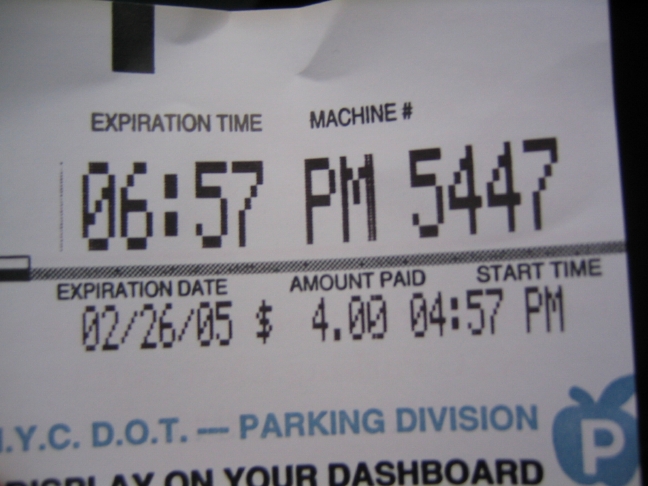 EXPIRATION TIME MACHINE #
06:57 PM 5447
EXPIRATION DATE AMOUNT PAID START TIME
02/26/05 $ 4.00 04:57 PM
.Y.C. D.O.T. — PARKING DIVISION
P
DISPLAY ON YOUR DASHBOARD